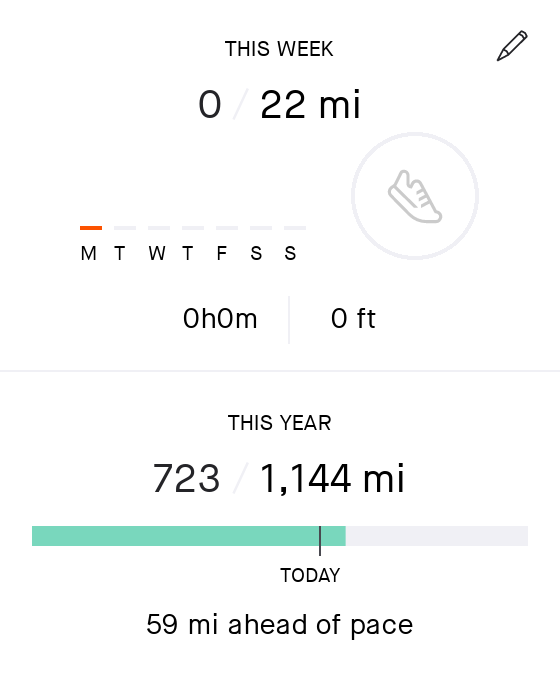 THIS WEEK
0 / 22 mi
M T W T F S S
0h0m 0 ft
THIS YEAR
723 / 1,144 mi
TODAY
59 mi ahead of pace